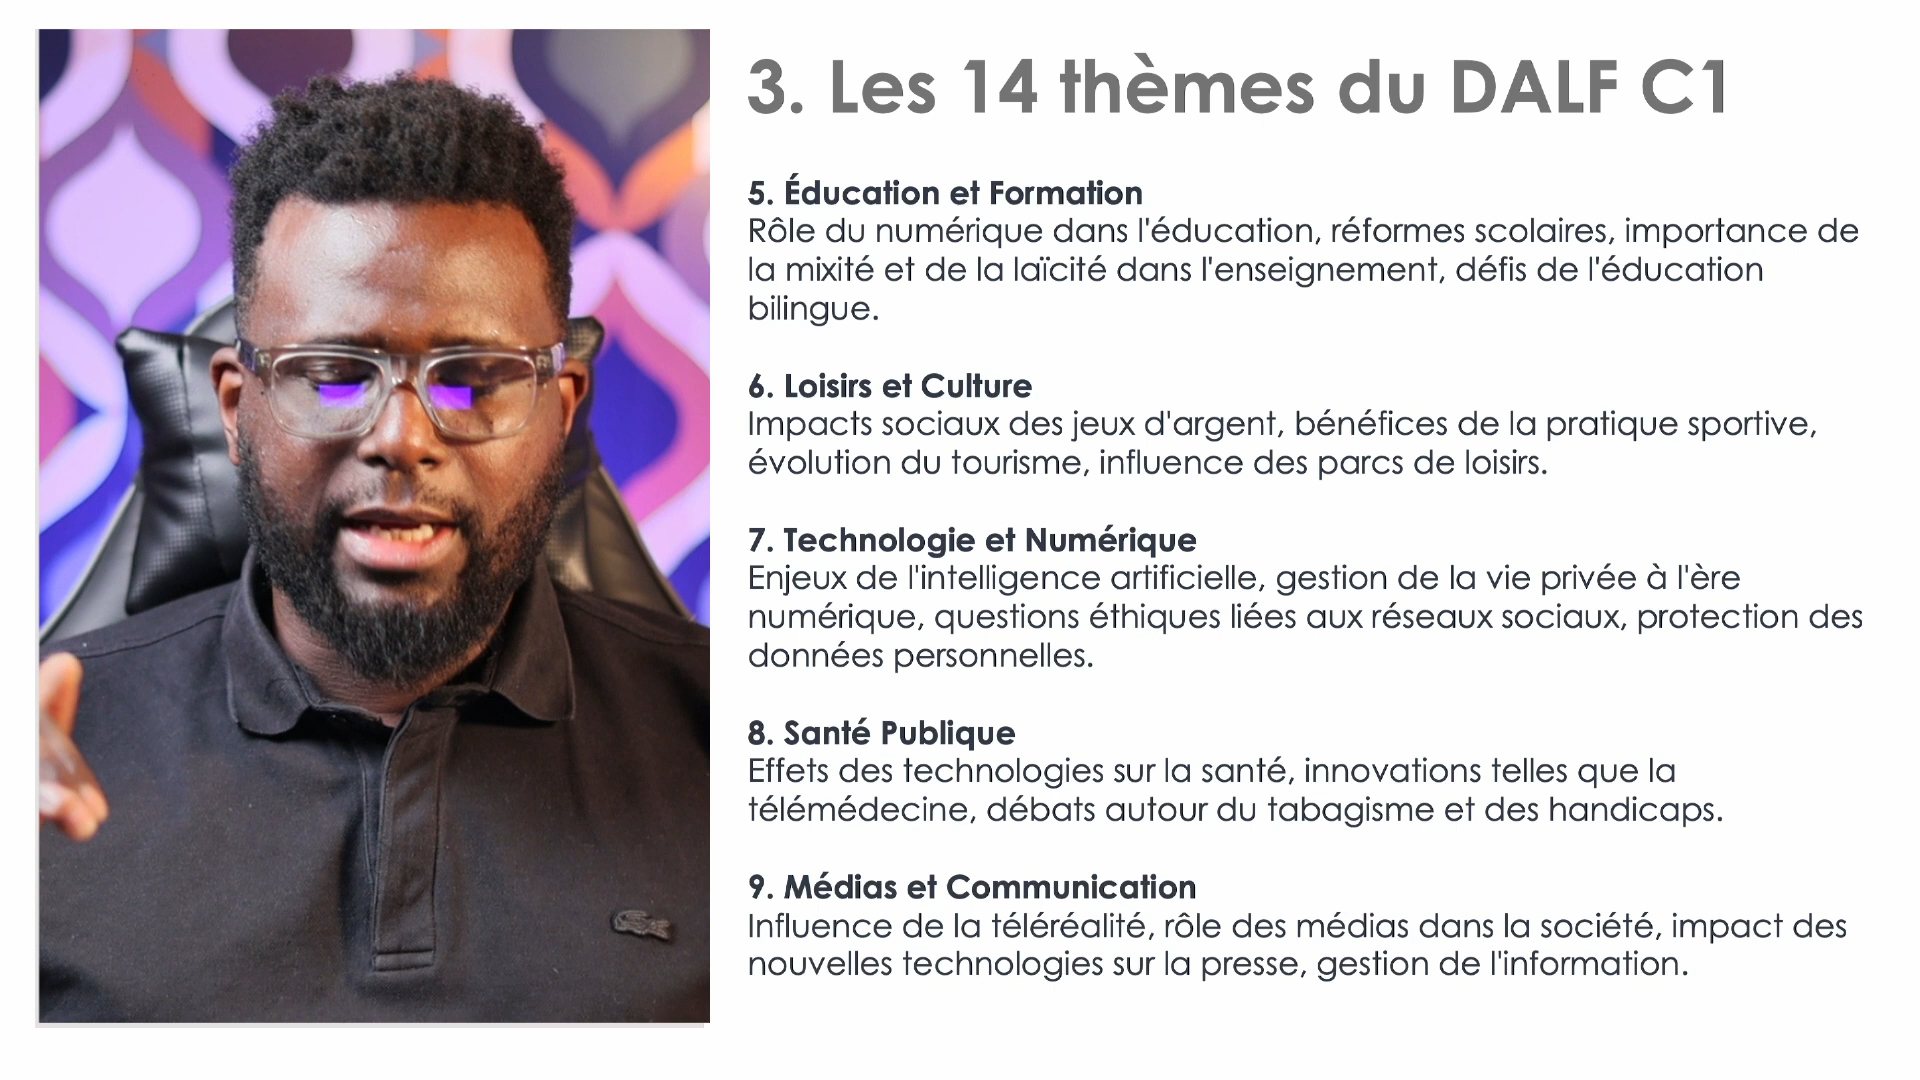 3. Les 14 thèmes du DALF C1
5. Éducation et Formation
Rôle du numérique dans l'éducation, réformes scolaires, importance de
la mixité et de la laïcité dans l'enseignement, défis de l'éducation
bilingue.
6. Loisirs et Culture
Impacts sociaux des jeux d'argent, bénéfices de la pratique sportive,
évolution du tourisme, influence des parcs de loisirs.
7. Technologie et Numérique
Enjeux de l'intelligence artificielle, gestion de la vie privée à l'ère
numérique, questions éthiques liées aux réseaux sociaux, protection des
données personnelles.
8. Santé Publique
Effets des technologies sur la santé, innovations telles que la
télémédecine, débats autour du tabagisme et des handicaps.
9. Médias et Communication
Influence de la téléréalité, rôle des médias dans la société, impact des
nouvelles technologies sur la presse, gestion de l'information.